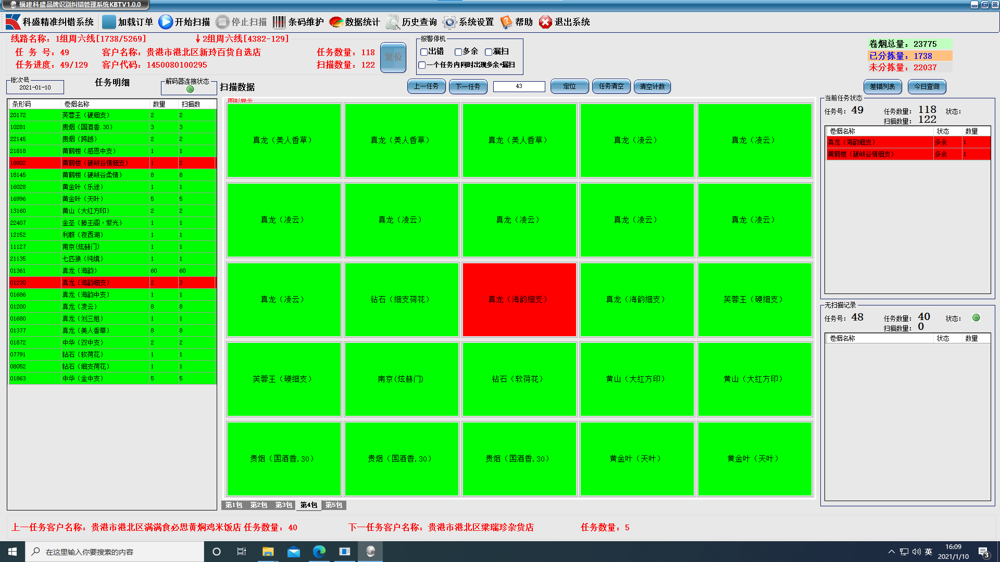 福建科盛品牌识别纠错管理系统KBTV1.0.0
科盛精准纠错系统 加载订单 开始扫描 停止扫描 条码维护 数据统计 历史查询 系统设置 帮助 退出系统
线路名称：1组周六线[1738/5269] ↓2组周六线[4382-129]
任 务 号：49 客户名称：贵港市港北区新玲百货自选店 任务数量：118
任务进度：49/129 客户代码：1450080100295 扫描数量：122
复位
报警停机
出错 多余 漏扫
一个任务内同时出现多余+漏扫
卷烟总量：23775
已分拣量：1738
未分拣量：22037
批次号
2021-01-10
任务明细
解码器连接状态
扫描数据
上一任务 下一任务 43 定位 任务清空 清空计数
差错列表 今日查询
条形码 卷烟名称 数量 扫描数
20172 芙蓉王（硬细支） 2 2
10281 贵烟（国酒香.30） 3 3
22145 贵烟（跨越） 2 2
21818 黄鹤楼（感恩中支） 1 1
18802 黄鹤楼（硬峡谷情细支） 1 2
18145 黄鹤楼（硬峡谷柔情） 8 8
16028 黄金叶（乐途） 1 1
16996 黄金叶（天叶） 5 5
13160 黄山（大红方印） 2 2
22407 金圣（滕王阁·紫光） 1 1
12152 利群（夜西湖） 1 1
11127 南京(炫赫门) 1 1
21135 七匹狼（纯境） 1 1
01361 真龙（海韵） 60 60
01230 真龙（海韵细支） 2 3
01686 真龙（海韵中支） 1 1
01200 真龙（凌云） 8 8
01680 真龙（刘三姐） 1 1
01377 真龙（美人香草） 8 8
01872 中华（双中支） 2 2
07791 钻石（软荷花） 1 1
08052 钻石（细支荷花） 1 1
01863 中华（金中支） 5 5
图形显示
真龙（美人香草） 真龙（美人香草） 真龙（美人香草） 真龙（凌云） 真龙（凌云）
真龙（凌云） 真龙（凌云） 真龙（凌云） 真龙（凌云） 真龙（凌云）
真龙（凌云） 钻石（细支荷花） 真龙（海韵细支） 真龙（海韵细支） 芙蓉王（硬细支）
芙蓉王（硬细支） 南京(炫赫门) 钻石（软荷花） 黄山（大红方印） 黄山（大红方印）
贵烟（国酒香.30） 贵烟（国酒香.30） 贵烟（国酒香.30） 黄金叶（天叶） 黄金叶（天叶）
第1包 第2包 第3包 第4包 第5包
当前任务状态
任务号：49 任务数量：118 状态：
扫描数量：122
卷烟名称 状态 数量
真龙（海韵细支） 多余 1
黄鹤楼（硬峡谷情细支） 多余 1
无扫描记录
任务号：48 任务数量：40 状态：
扫描数量：0
卷烟名称 状态 数量
上一任务客户名称：贵港市港北区满满食必思黄焖鸡米饭店 任务数量：40 下一任务客户名称：贵港市港北区梁瑞珍杂货店 任务数量：5
在这里输入你要搜索的内容
英
16:09
2021/1/10
3